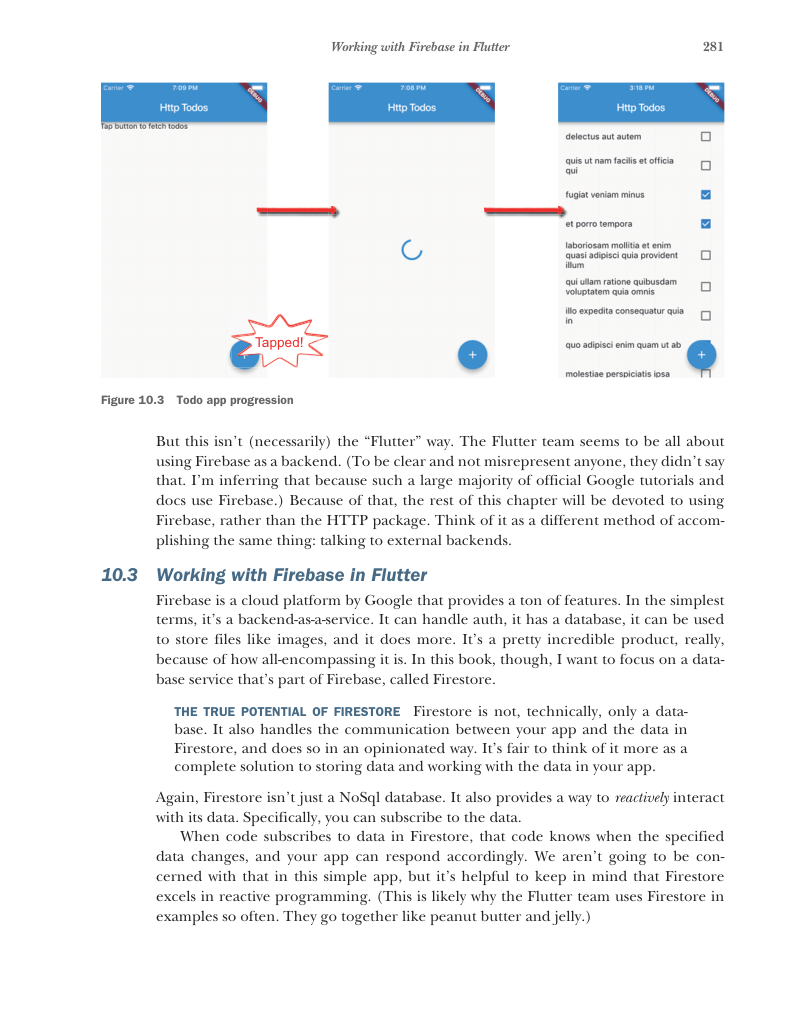 Working with Firebase in Flutter
281
Carrier
7:09 PM
DEBUG
Http Todos
Tap button to fetch todos
Tapped!
+
Carrier
7:08 PM
DEBUG
Http Todos
+
Carrier
3:18 PM
DEBUG
Http Todos
delectus aut autem
quis ut nam facilis et officia
qui
fugiat veniam minus
et porro tempora
laboriosam mollitia et enim
quasi adipisci quia provident
illum
qui ullam ratione quibusdam
voluptatem quia omnis
illo expedita consequatur quia
in
quo adipisci enim quam ut ab
molestiae perspiciatis ipsa
+
Figure 10.3 Todo app progression
But this isn’t (necessarily) the “Flutter” way. The Flutter team seems to be all about
using Firebase as a backend. (To be clear and not misrepresent anyone, they didn’t say
that. I’m inferring that because such a large majority of official Google tutorials and
docs use Firebase.) Because of that, the rest of this chapter will be devoted to using
Firebase, rather than the HTTP package. Think of it as a different method of accom-
plishing the same thing: talking to external backends.
10.3 Working with Firebase in Flutter
Firebase is a cloud platform by Google that provides a ton of features. In the simplest
terms, it’s a backend-as-a-service. It can handle auth, it has a database, it can be used
to store files like images, and it does more. It’s a pretty incredible product, really,
because of how all-encompassing it is. In this book, though, I want to focus on a data-
base service that’s part of Firebase, called Firestore.
THE TRUE POTENTIAL OF FIRESTORE Firestore is not, technically, only a data-
base. It also handles the communication between your app and the data in
Firestore, and does so in an opinionated way. It’s fair to think of it more as a
complete solution to storing data and working with the data in your app.
Again, Firestore isn’t just a NoSql database. It also provides a way to reactively interact
with its data. Specifically, you can subscribe to the data.
When code subscribes to data in Firestore, that code knows when the specified
data changes, and your app can respond accordingly. We aren’t going to be con-
cerned with that in this simple app, but it’s helpful to keep in mind that Firestore
excels in reactive programming. (This is likely why the Flutter team uses Firestore in
examples so often. They go together like peanut butter and jelly.)